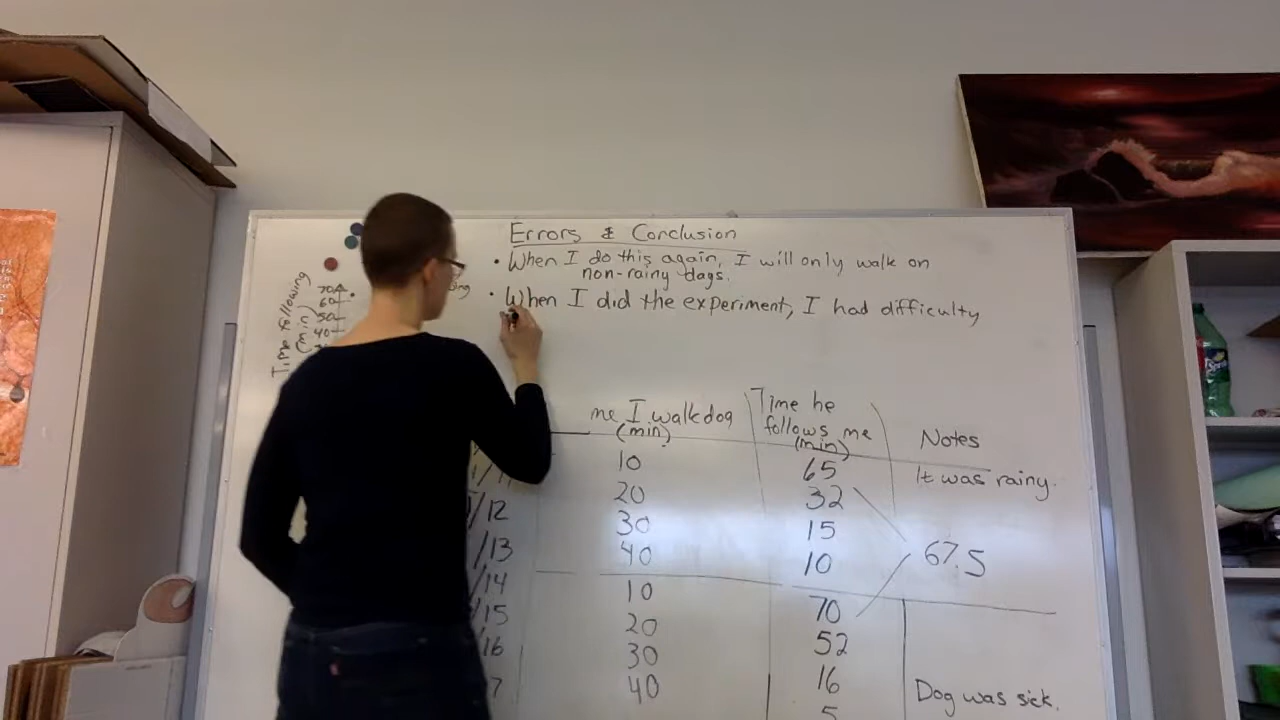 Errors & Conclusion
• When I do this again, I will only walk on
non-rainy days.
• When I did the experiment, I had difficulty
Time following
(min)
70
60
50
40
me I walk dog
(min)
Time he
follows me
(min)
Notes
10 65 It was rainy.
/12 20 32
/13 30 15
/14 40 10
67.5
/15 10 70
/16 20 52
7 30 16
40 5
Dog was sick.